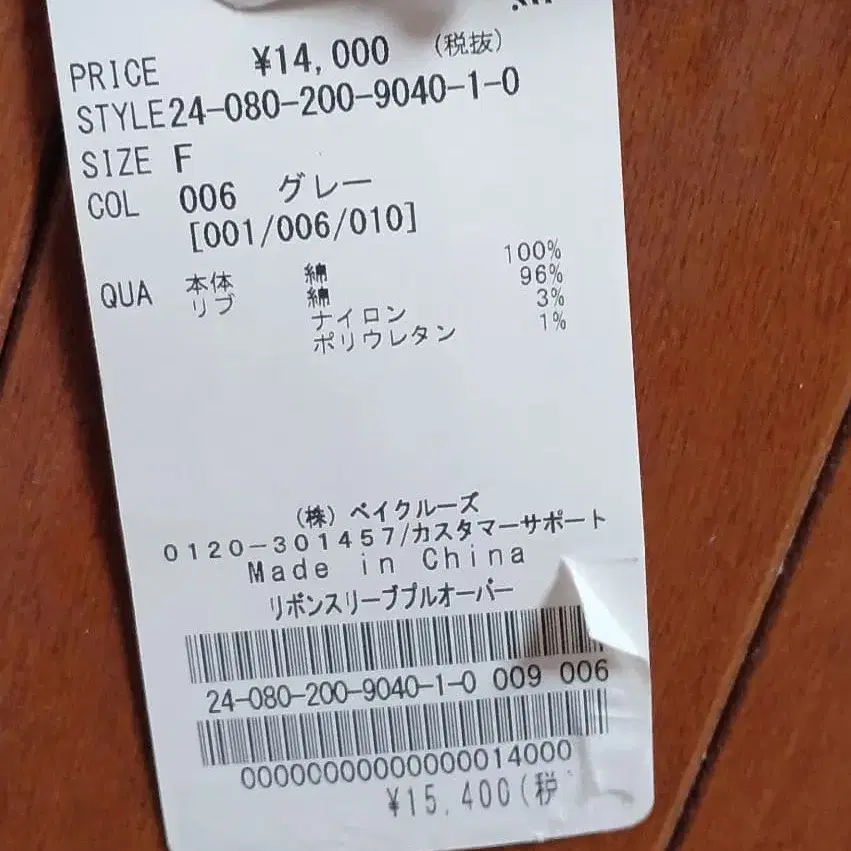 PRICE ¥14,000 (税抜)
STYLE24-080-200-9040-1-0
SIZE F
COL 006 グレー
[001/006/010]
QUA 本体 綿 100%
リブ 綿 96%
ナイロン 3%
ポリウレタン 1%
(株) ベイクルーズ
0120-301457/カスタマーサポート
Made in China
リボンスリーブプルオーバー
24-080-200-9040-1-0 009 006
00000000000000014000
¥15,400(税